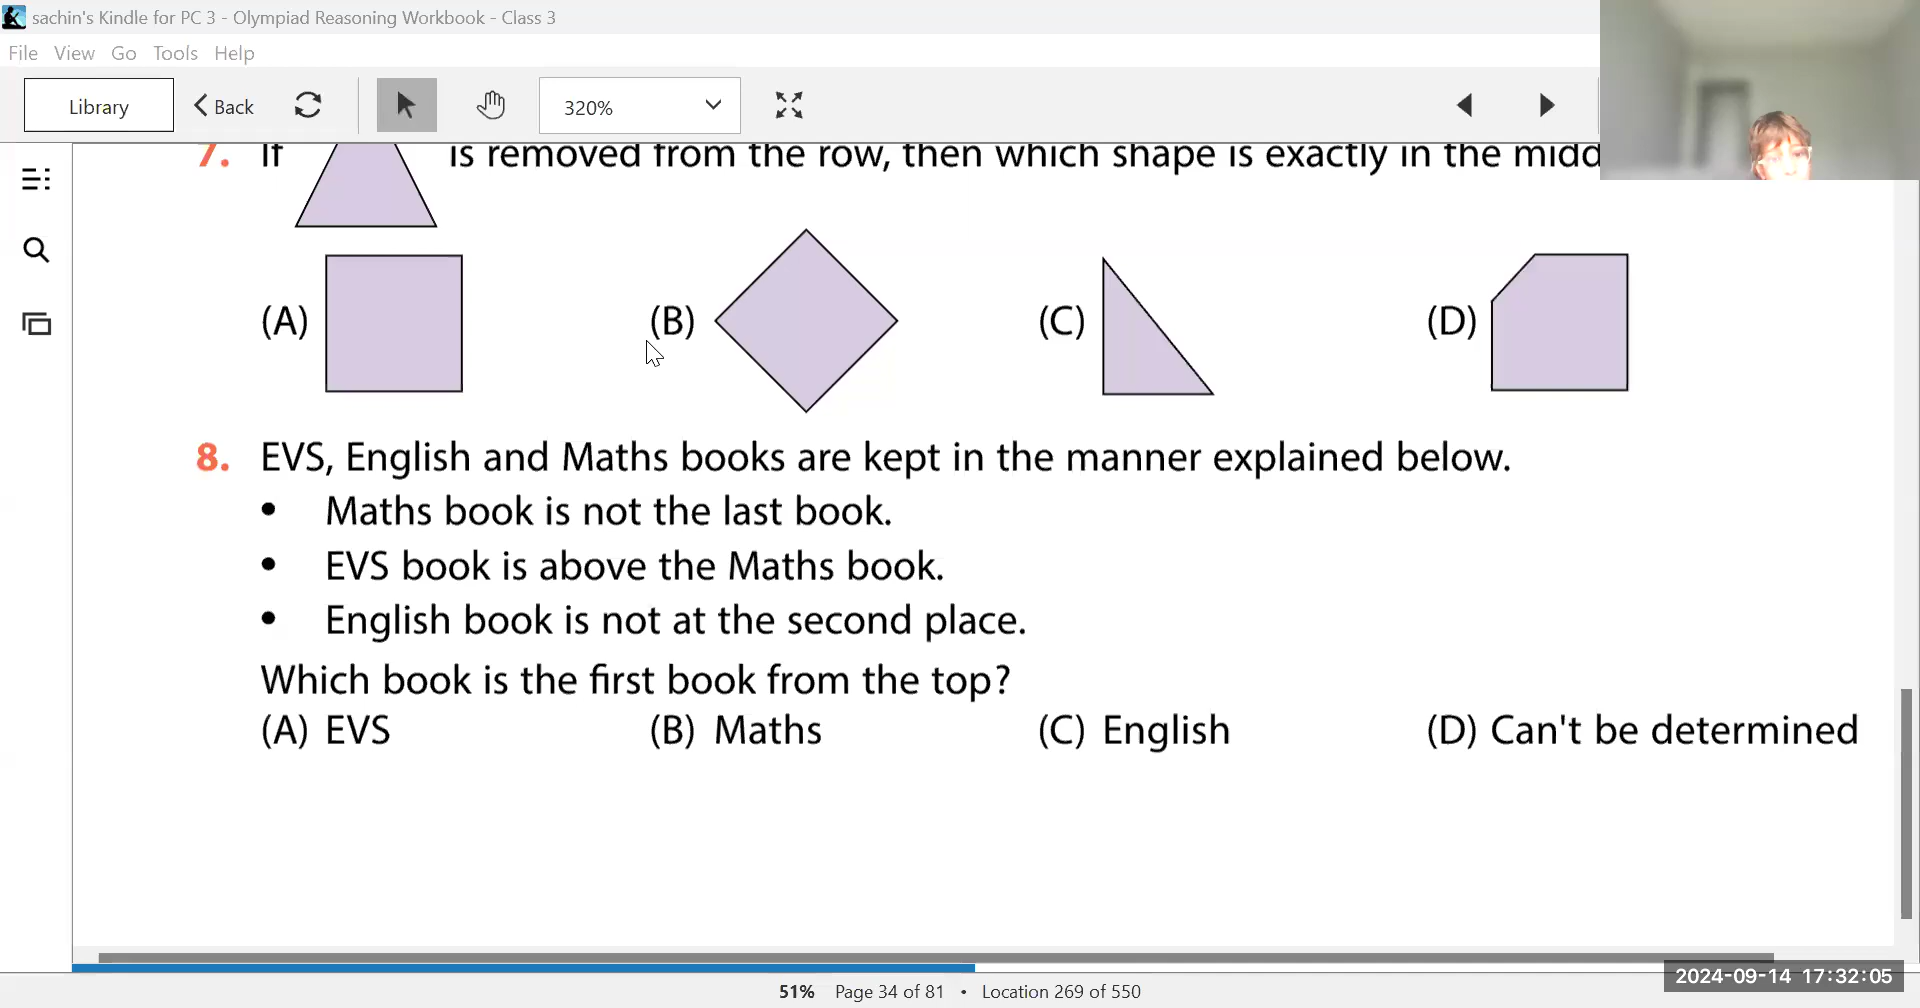 sachin's Kindle for PC 3 - Olympiad Reasoning Workbook - Class 3
File View Go Tools Help
Library Back 320%
7. If is removed from the row, then which shape is exactly in the
(A) (B) (C) (D)
8. EVS, English and Maths books are kept in the manner explained below.
• Maths book is not the last book.
• EVS book is above the Maths book.
• English book is not at the second place.
Which book is the first book from the top?
(A) EVS (B) Maths (C) English (D) Can't be determined
2024-09-14 17:32:05
51% Page 34 of 81 • Location 269 of 550